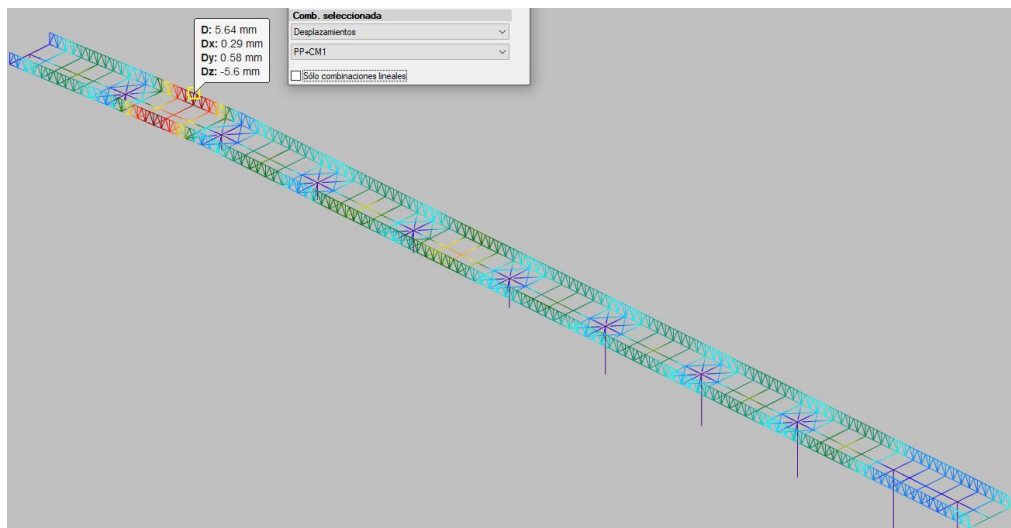 Comb. seleccionada
Desplazamientos
PP+CM1
Sólo combinaciones lineales
D: 5.64 mm
Dx: 0.29 mm
Dy: 0.58 mm
Dz: -5.6 mm